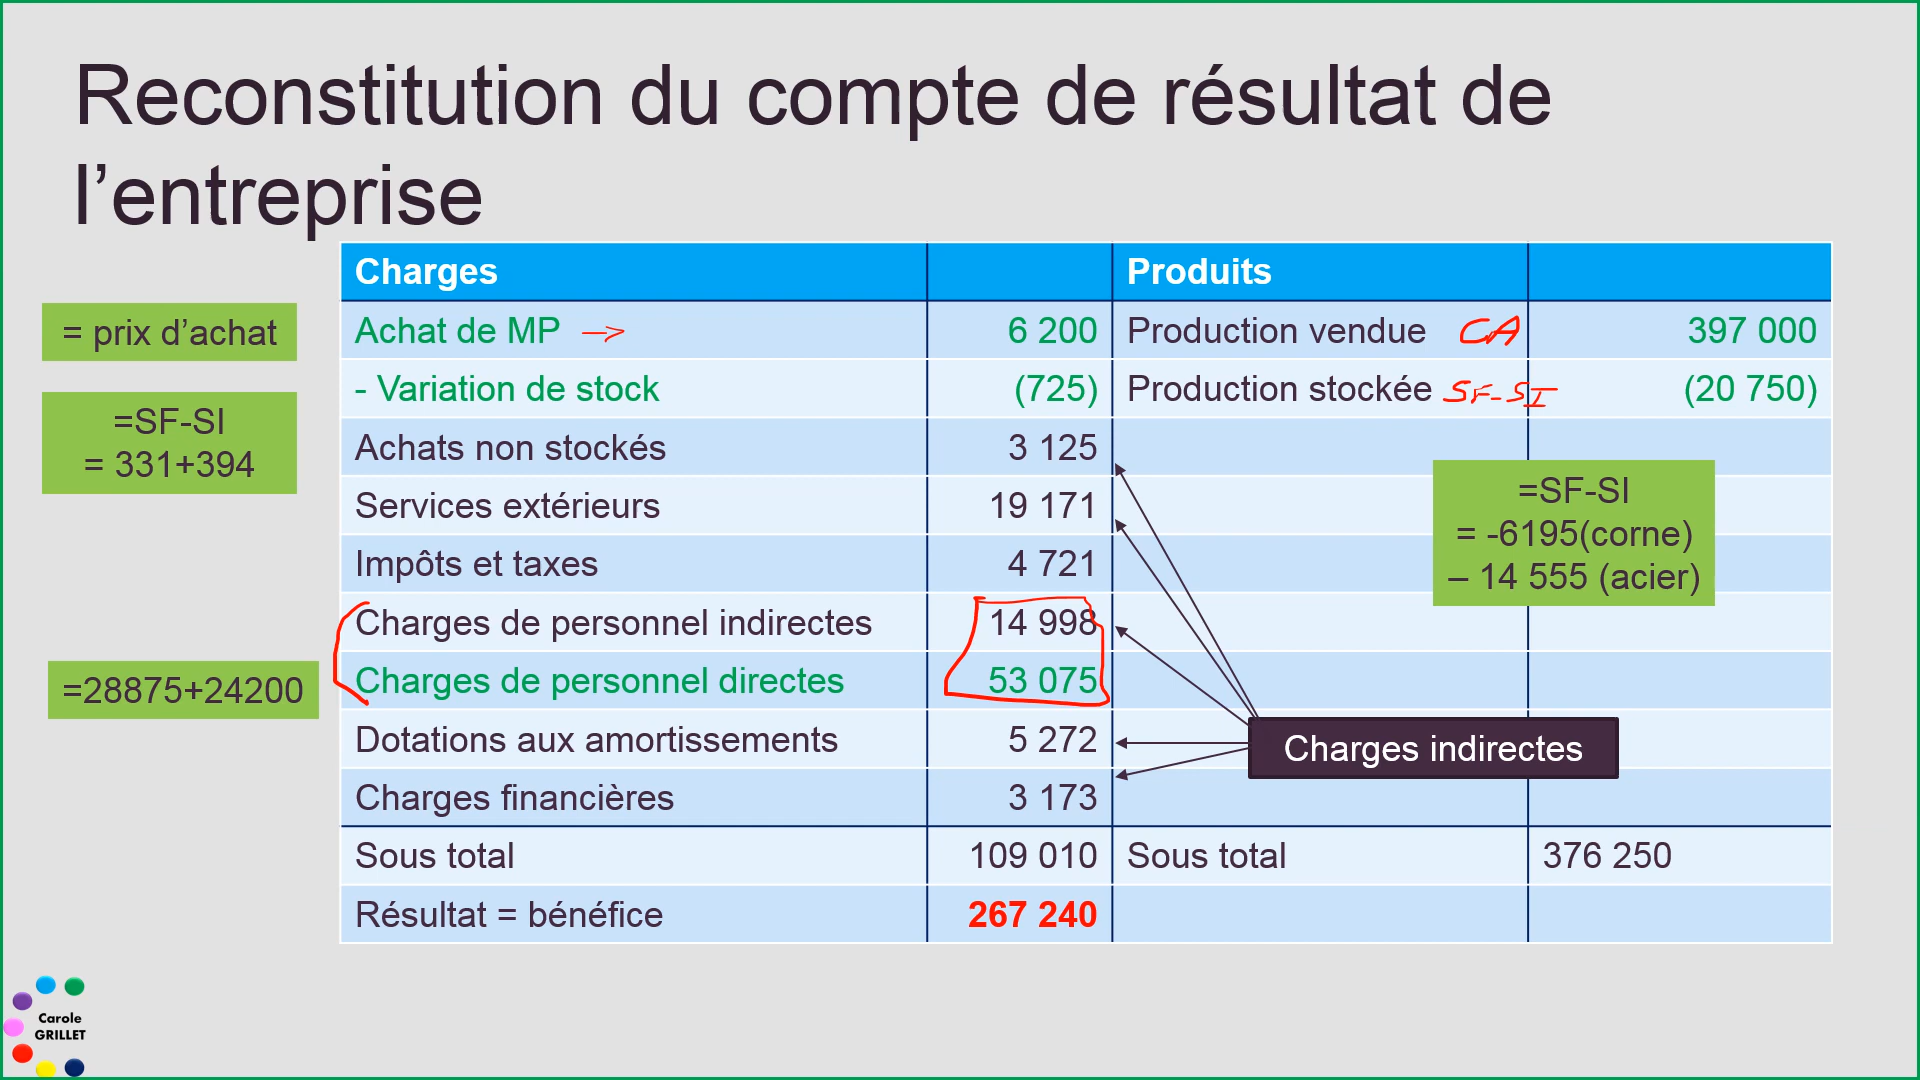 Reconstitution du compte de résultat de
l’entreprise
Charges Produits
= prix d’achat
Achat de MP -> 6 200 Production vendue CA 397 000
- Variation de stock (725) Production stockée SF-SI (20 750)
=SF-SI
= 331+394
Achats non stockés 3 125
Services extérieurs 19 171
=SF-SI
= -6195(corne)
– 14 555 (acier)
Impôts et taxes 4 721
Charges de personnel indirectes 14 998
Charges de personnel directes 53 075
=28875+24200
Dotations aux amortissements 5 272
Charges indirectes
Charges financières 3 173
Sous total 109 010 Sous total 376 250
Résultat = bénéfice 267 240
Carole
GRILLET